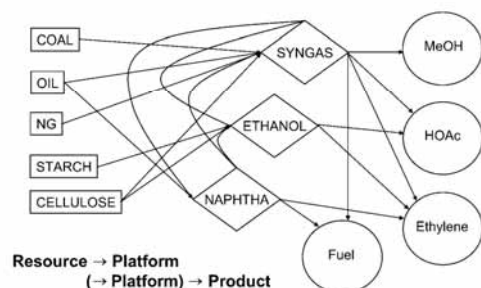 COAL
OIL
NG
STARCH
CELLULOSE
SYNGAS
ETHANOL
NAPHTHA
MeOH
HOAc
Ethylene
Fuel
Resource → Platform
(→ Platform) → Product